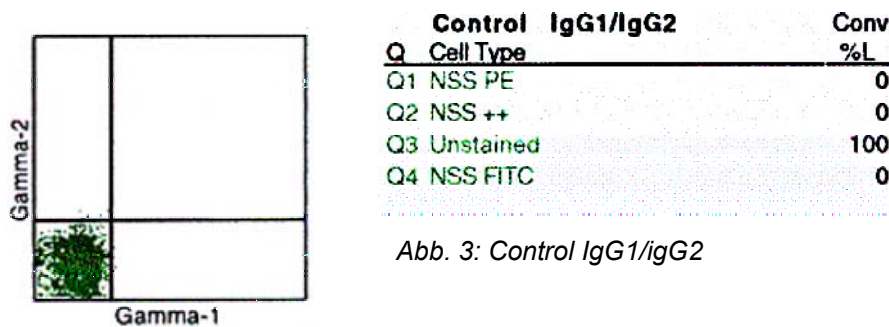 Control IgG1/IgG2 Conv
Q Cell Type %L
Q1 NSS PE 0
Q2 NSS ++ 0
Q3 Unstained 100
Q4 NSS FITC 0
Gamma-2
Gamma-1
Abb. 3: Control IgG1/igG2